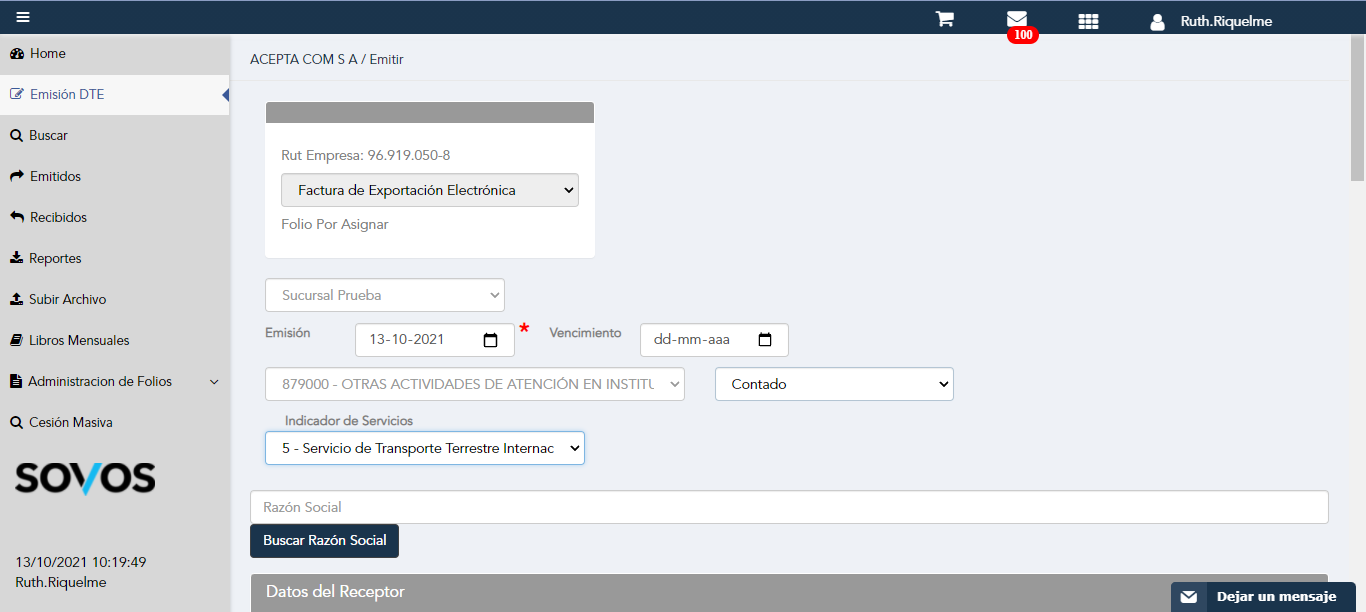 Ruth.Riquelme
100
Home
Emisión DTE
Buscar
Emitidos
Recibidos
Reportes
Subir Archivo
Libros Mensuales
Administracion de Folios
Cesión Masiva
SOVOS
13/10/2021 10:19:49
Ruth.Riquelme
ACEPTA COM S A / Emitir
Rut Empresa: 96.919.050-8
Factura de Exportación Electrónica
Folio Por Asignar
Sucursal Prueba
Emisión 13-10-2021 * Vencimiento dd-mm-aaa
879000 - OTRAS ACTIVIDADES DE ATENCIÓN EN INSTITU Contado
Indicador de Servicios
5 - Servicio de Transporte Terrestre Internac
Razón Social
Buscar Razón Social
Datos del Receptor
Dejar un mensaje